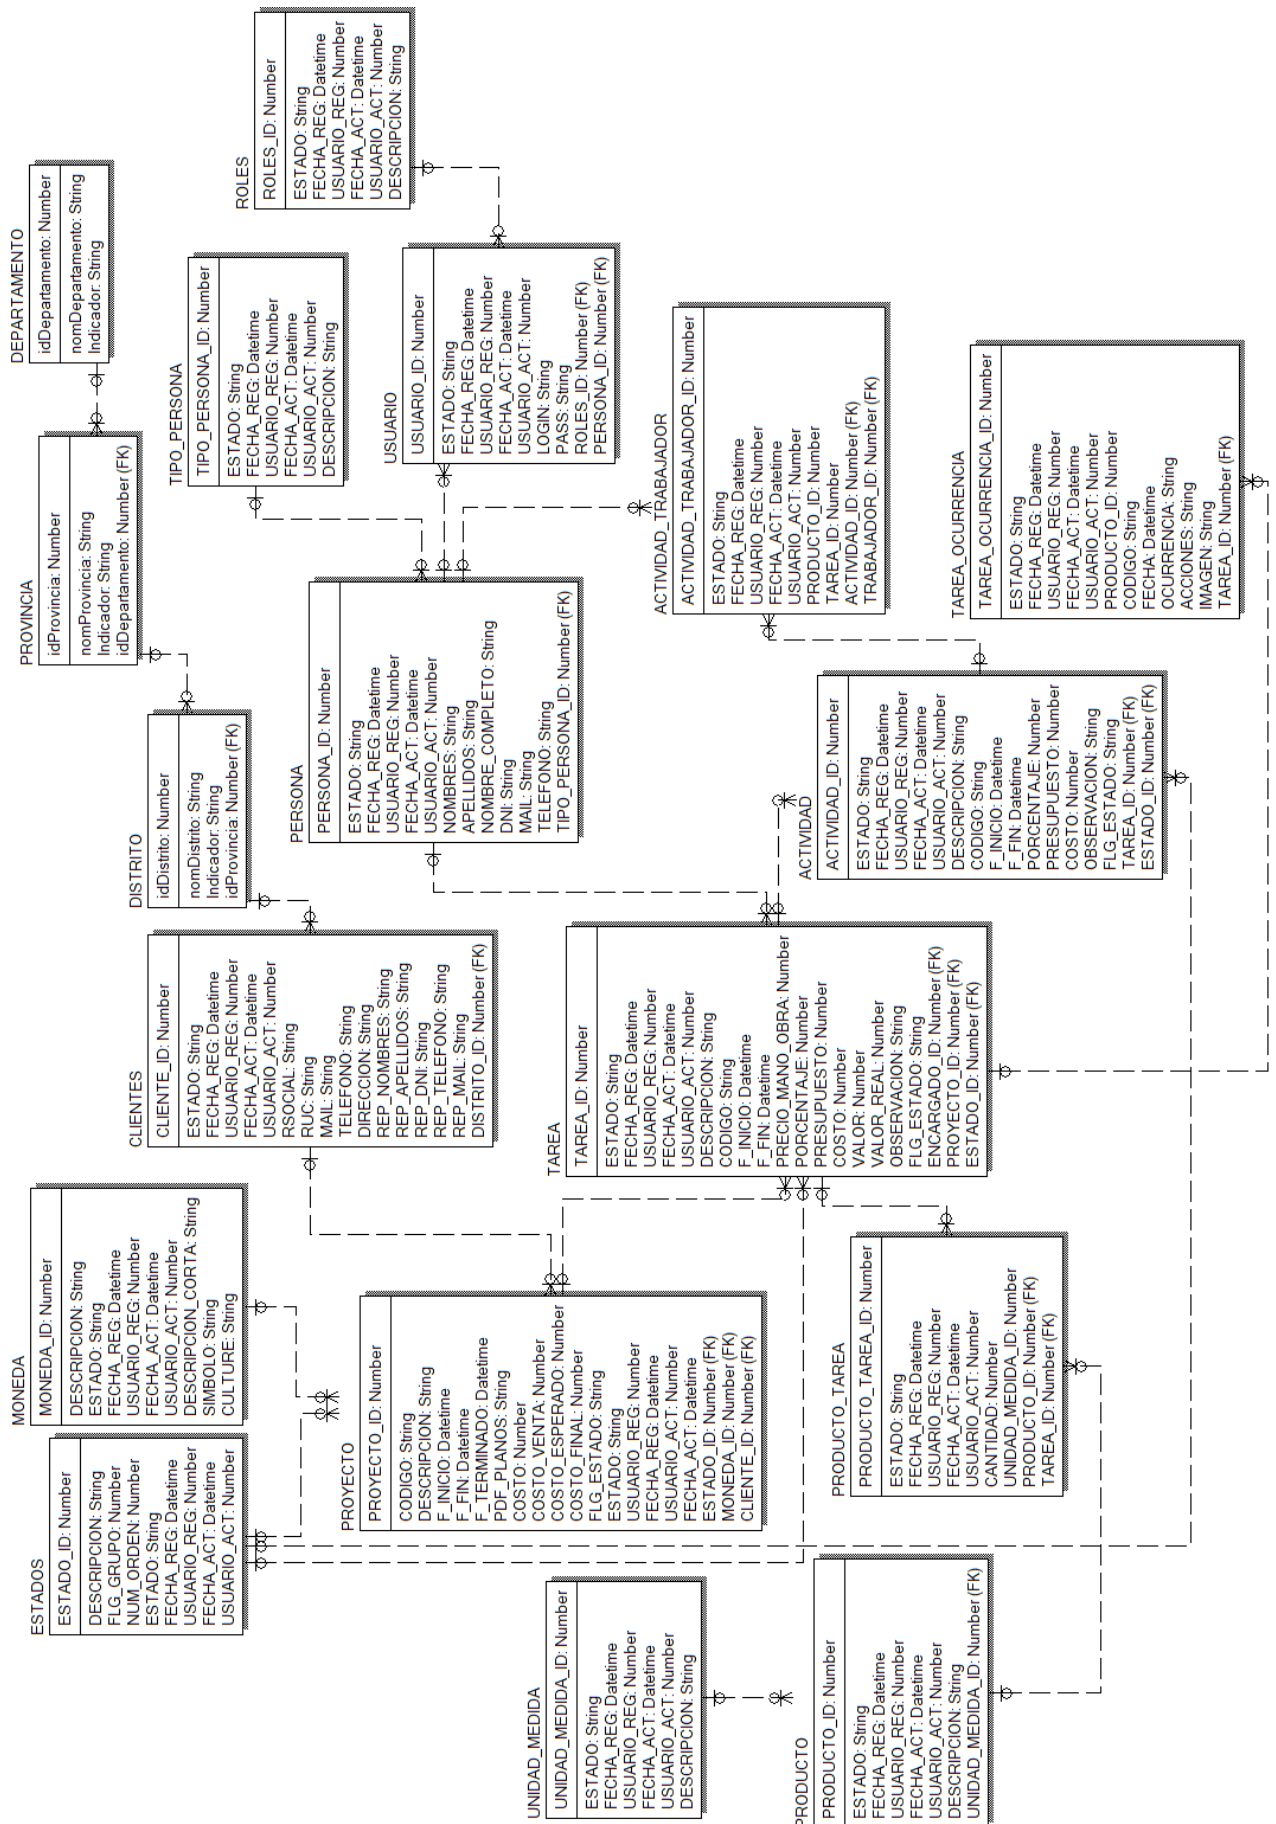 ESTADOS
ESTADO_ID: Number
DESCRIPCION: String
FLG_GRUPO: Number
NUM_ORDEN: Number
ESTADO: String
FECHA_REG: Datetime
USUARIO_REG: Number
FECHA_ACT: Datetime
USUARIO_ACT: Number
MONEDA
MONEDA_ID: Number
DESCRIPCION: String
ESTADO: String
FECHA_REG: Datetime
USUARIO_REG: Number
FECHA_ACT: Datetime
USUARIO_ACT: Number
DESCRIPCION_CORTA: String
SIMBOLO: String
CULTURE: String
CLIENTES
CLIENTE_ID: Number
ESTADO: String
FECHA_REG: Datetime
USUARIO_REG: Number
FECHA_ACT: Datetime
USUARIO_ACT: Number
RSOCIAL: String
RUC: String
MAIL: String
TELEFONO: String
DIRECCION: String
REP_NOMBRES: String
REP_APELLIDOS: String
REP_DNI: String
REP_TELEFONO: String
REP_MAIL: String
DISTRITO_ID: Number (FK)
DISTRITO
idDistrito: Number
nomDistrito: String
Indicador: String
idProvincia: Number (FK)
PROVINCIA
idProvincia: Number
nomProvincia: String
Indicador: String
idDepartamento: Number (FK)
DEPARTAMENTO
idDepartamento: Number
nomDepartamento: String
Indicador: String
TIPO_PERSONA
TIPO_PERSONA_ID: Number
ESTADO: String
FECHA_REG: Datetime
USUARIO_REG: Number
FECHA_ACT: Datetime
USUARIO_ACT: Number
DESCRIPCION: String
ROLES
ROLES_ID: Number
ESTADO: String
FECHA_REG: Datetime
USUARIO_REG: Number
FECHA_ACT: Datetime
USUARIO_ACT: Number
DESCRIPCION: String
PERSONA
PERSONA_ID: Number
ESTADO: String
FECHA_REG: Datetime
USUARIO_REG: Number
FECHA_ACT: Datetime
USUARIO_ACT: Number
NOMBRES: String
APELLIDOS: String
NOMBRE_COMPLETO: String
DNI: String
MAIL: String
TELEFONO: String
TIPO_PERSONA_ID: Number (FK)
USUARIO
USUARIO_ID: Number
ESTADO: String
FECHA_REG: Datetime
USUARIO_REG: Number
FECHA_ACT: Datetime
USUARIO_ACT: Number
LOGIN: String
PASS: String
ROLES_ID: Number (FK)
PERSONA_ID: Number (FK)
PROYECTO
PROYECTO_ID: Number
CODIGO: String
DESCRIPCION: String
F_INICIO: Datetime
F_FIN: Datetime
F_TERMINADO: Datetime
PDF_PLANOS: String
COSTO: Number
COSTO_VENTA: Number
COSTO_ESPERADO: Number
COSTO_FINAL: Number
FLG_ESTADO: String
ESTADO: String
USUARIO_REG: Number
FECHA_REG: Datetime
USUARIO_ACT: Number
FECHA_ACT: Datetime
ESTADO_ID: Number (FK)
MONEDA_ID: Number (FK)
CLIENTE_ID: Number (FK)
TAREA
TAREA_ID: Number
ESTADO: String
FECHA_REG: Datetime
USUARIO_REG: Number
FECHA_ACT: Datetime
USUARIO_ACT: Number
DESCRIPCION: String
CODIGO: String
F_INICIO: Datetime
F_FIN: Datetime
PRECIO_MANO_OBRA: Number
PORCENTAJE: Number
PRESUPUESTO: Number
COSTO: Number
VALOR: Number
VALOR_REAL: Number
OBSERVACION: String
FLG_ESTADO: String
ENCARGADO_ID: Number (FK)
PROYECTO_ID: Number (FK)
ESTADO_ID: Number (FK)
ACTIVIDAD_TRABAJADOR
ACTIVIDAD_TRABAJADOR_ID: Number
ESTADO: String
FECHA_REG: Datetime
USUARIO_REG: Number
FECHA_ACT: Datetime
USUARIO_ACT: Number
PRODUCTO_ID: Number
TAREA_ID: Number
ACTIVIDAD_ID: Number (FK)
TRABAJADOR_ID: Number (FK)
UNIDAD_MEDIDA
UNIDAD_MEDIDA_ID: Number
ESTADO: String
FECHA_REG: Datetime
USUARIO_REG: Number
FECHA_ACT: Datetime
USUARIO_ACT: Number
DESCRIPCION: String
ACTIVIDAD
ACTIVIDAD_ID: Number
ESTADO: String
FECHA_REG: Datetime
USUARIO_REG: Number
FECHA_ACT: Datetime
USUARIO_ACT: Number
DESCRIPCION: String
CODIGO: String
F_INICIO: Datetime
F_FIN: Datetime
PORCENTAJE: Number
PRESUPUESTO: Number
COSTO: Number
OBSERVACION: String
FLG_ESTADO: String
TAREA_ID: Number (FK)
ESTADO_ID: Number (FK)
PRODUCTO
PRODUCTO_ID: Number
ESTADO: String
FECHA_REG: Datetime
USUARIO_REG: Number
FECHA_ACT: Datetime
USUARIO_ACT: Number
DESCRIPCION: String
UNIDAD_MEDIDA_ID: Number (FK)
PRODUCTO_TAREA
PRODUCTO_TAREA_ID: Number
ESTADO: String
FECHA_REG: Datetime
USUARIO_REG: Number
FECHA_ACT: Datetime
USUARIO_ACT: Number
CANTIDAD: Number
UNIDAD_MEDIDA_ID: Number
PRODUCTO_ID: Number (FK)
TAREA_ID: Number (FK)
TAREA_OCURRENCIA
TAREA_OCURRENCIA_ID: Number
ESTADO: String
FECHA_REG: Datetime
USUARIO_REG: Number
FECHA_ACT: Datetime
USUARIO_ACT: Number
PRODUCTO_ID: Number
CODIGO: String
FECHA: Datetime
OCURRENCIA: String
ACCIONES: String
IMAGEN: String
TAREA_ID: Number (FK)